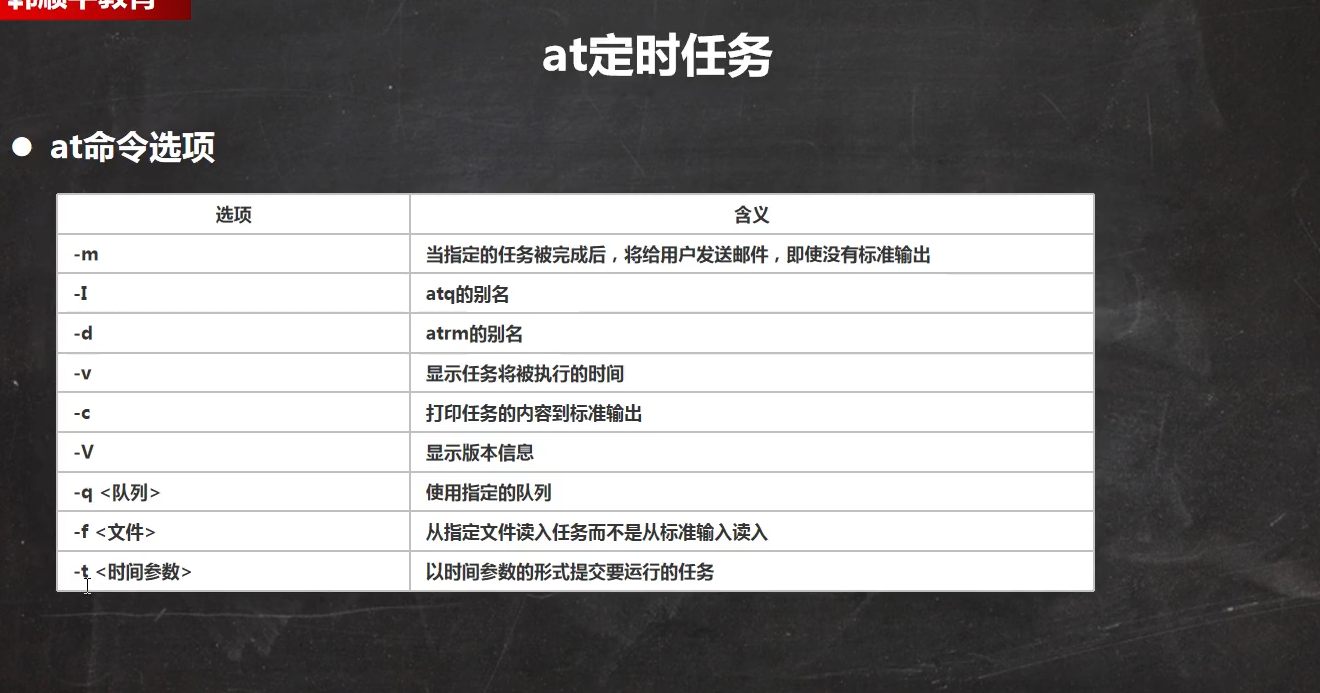 at定时任务
at命令选项
选项 含义
-m 当指定的任务被完成后，将给用户发送邮件，即使没有标准输出
-I atq的别名
-d atrm的别名
-v 显示任务将被执行的时间
-c 打印任务的内容到标准输出
-V 显示版本信息
-q <队列> 使用指定的队列
-f <文件> 从指定文件读入任务而不是从标准输入读入
-t <时间参数> 以时间参数的形式提交要运行的任务